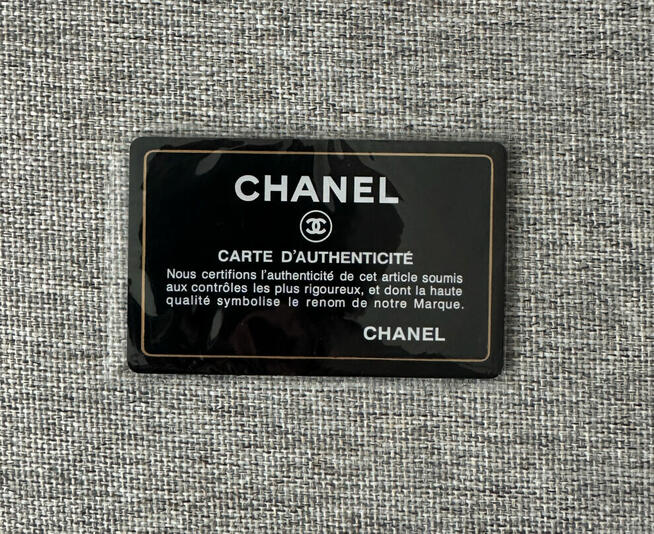 CHANEL
CARTE D'AUTHENTICITÉ
Nous certifions l'authenticité de cet article soumis
aux contrôles les plus rigoureux, et dont la haute
qualité symbolise le renom de notre Marque.
CHANEL